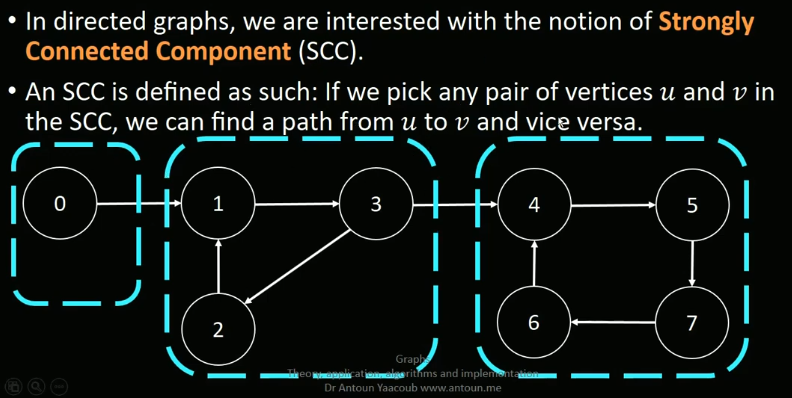 • In directed graphs, we are interested with the notion of Strongly
Connected Component (SCC).
• An SCC is defined as such: If we pick any pair of vertices u and v in
the SCC, we can find a path from u to v and vice versa.
0
1
3
4
5
2
6
7
Graphs
Theory, application, algorithms and implementation
Dr Antoun Yaacoub www.antoun.me